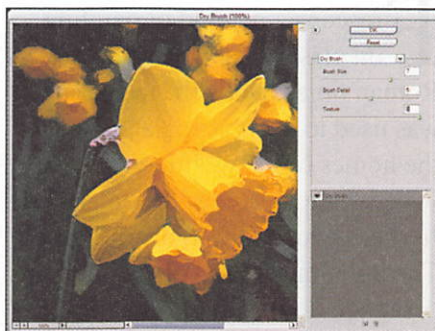 Dry Brush (100%)
OK
Reset
Dry Brush
Brush Size
Brush Detail
Texture
Dry Brush
100%